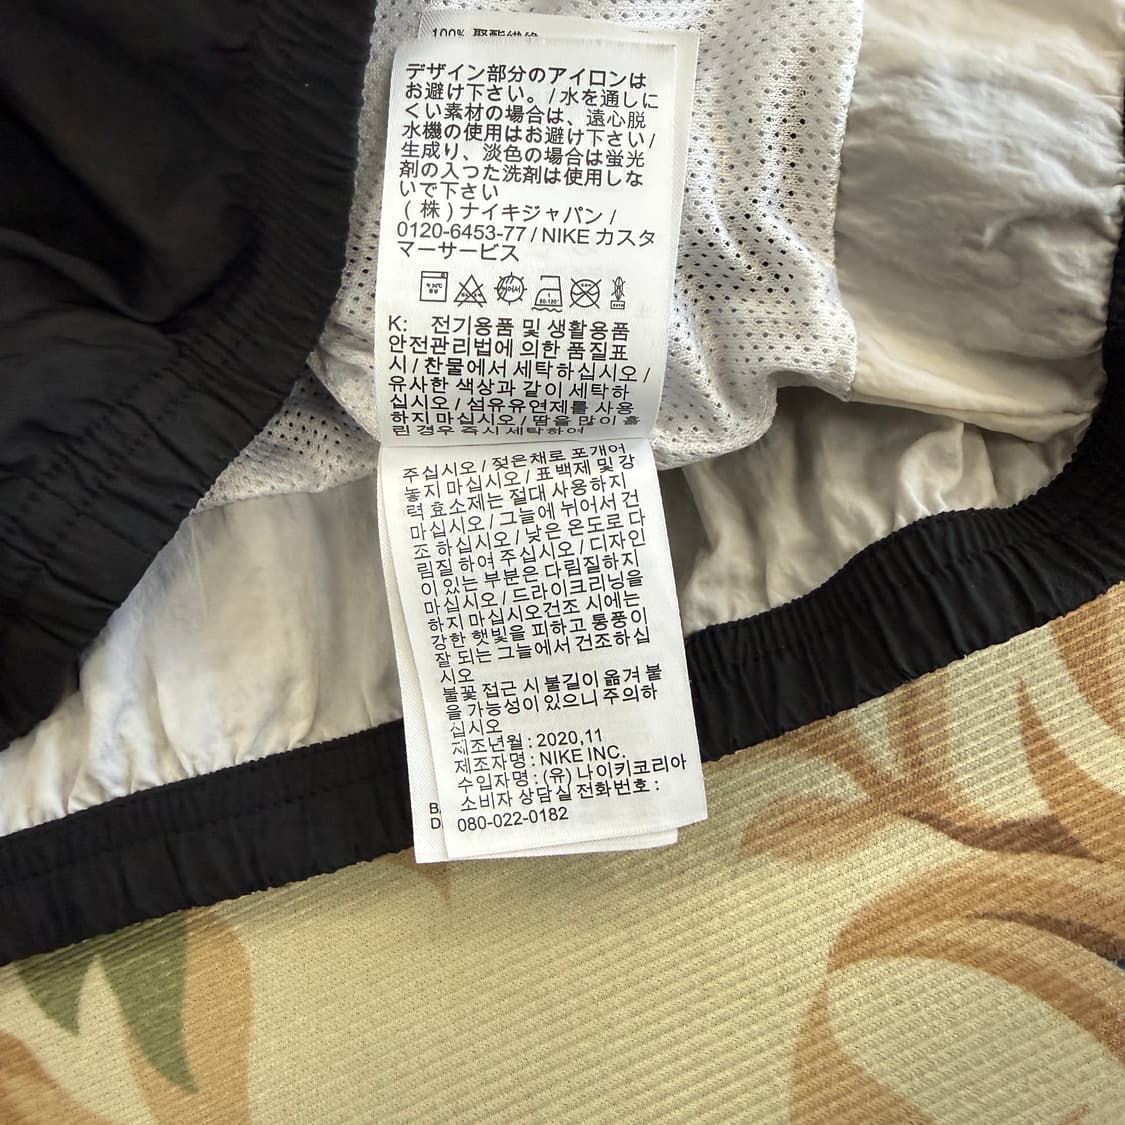 100% 聚酯纤维
デザイン部分のアイロンは
お避け下さい。/水を通しに
くい素材の場合は、遠心脱
水機の使用はお避け下さい/
生成り、淡色の場合は蛍光
剤の入った洗剤は使用しな
いで下さい
(株)ナイキジャパン/
0120-6453-77/NIKE カスタ
マーサービス
K: 전기용품 및 생활용품
안전관리법에 의한 품질표
시/찬물에서 세탁하십시오/
유사한 색상과 같이 세탁하
십시오/섬유유연제를 사용
하지 마십시오/땀을 많이 흘
린 경우 즉시 세탁하여
주십시오/젖은채로 포개어
놓지 마십시오/표백제 및 강
력 효소제는 절대 사용하지
마십시오/그늘에 뉘어서 건
조하십시오/낮은 온도로 다
림질하여 주십시오/디자인
이 있는 부분은 다림질하지
마십시오/드라이크리닝을
하지 마십시오건조 시에는
강한 햇빛을 피하고 통풍이
잘 되는 그늘에서 건조하십
시오
불꽃 접근 시 불길이 옮겨 붙
을 가능성이 있으니 주의하
십시오
제조년월 : 2020,11
제조자명 : NIKE INC.
수입자명 : (유) 나이키코리아
소비자 상담실 전화번호 :
080-022-0182